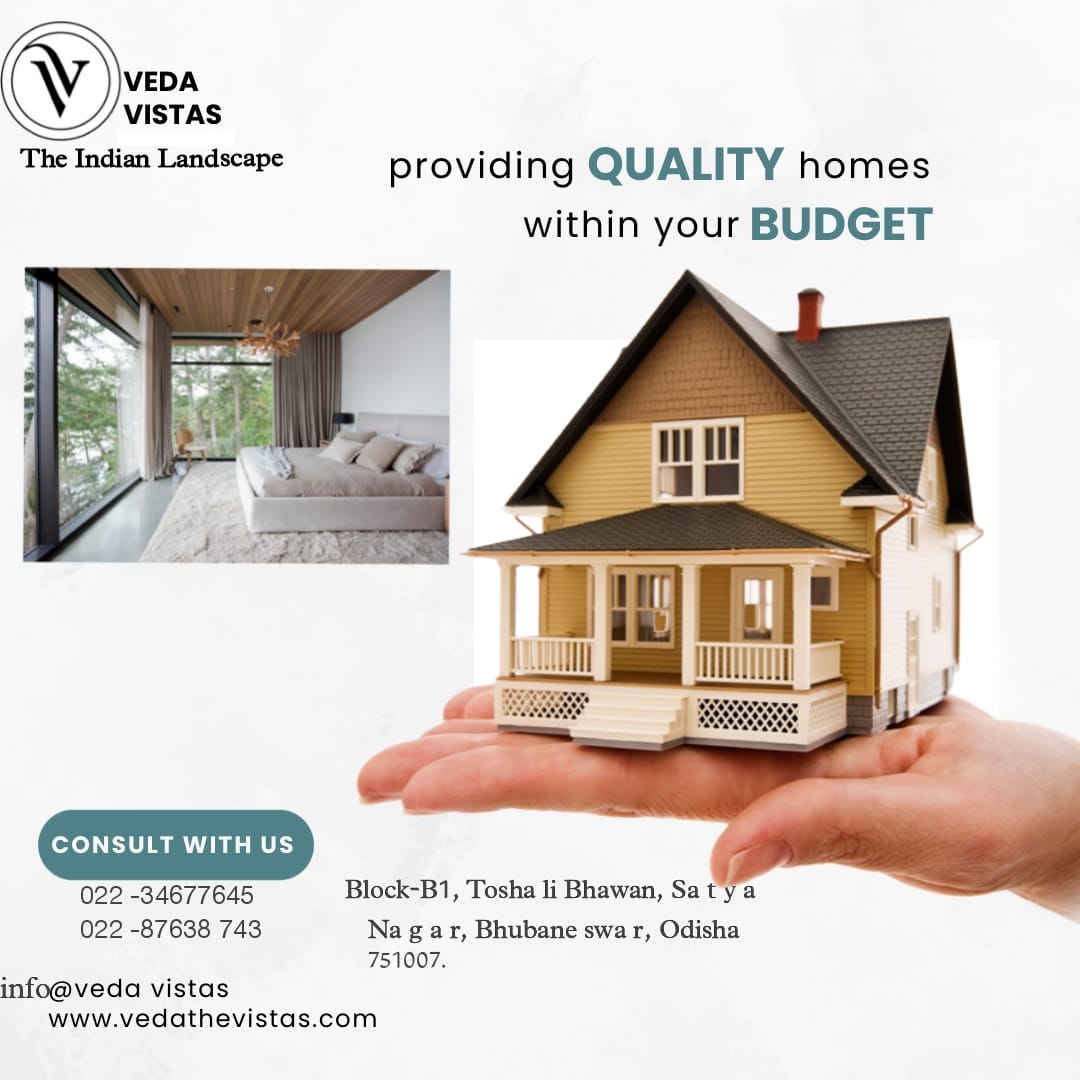 VEDA
VISTAS
The Indian Landscape
providing QUALITY homes
within your BUDGET
CONSULT WITH US
022 -34677645
022 -87638 743
Block-B1, Tosha li Bhawan, Sa t y a
Na g a r, Bhubane swa r, Odisha
751007.
info@veda vistas
www.vedathevistas.com